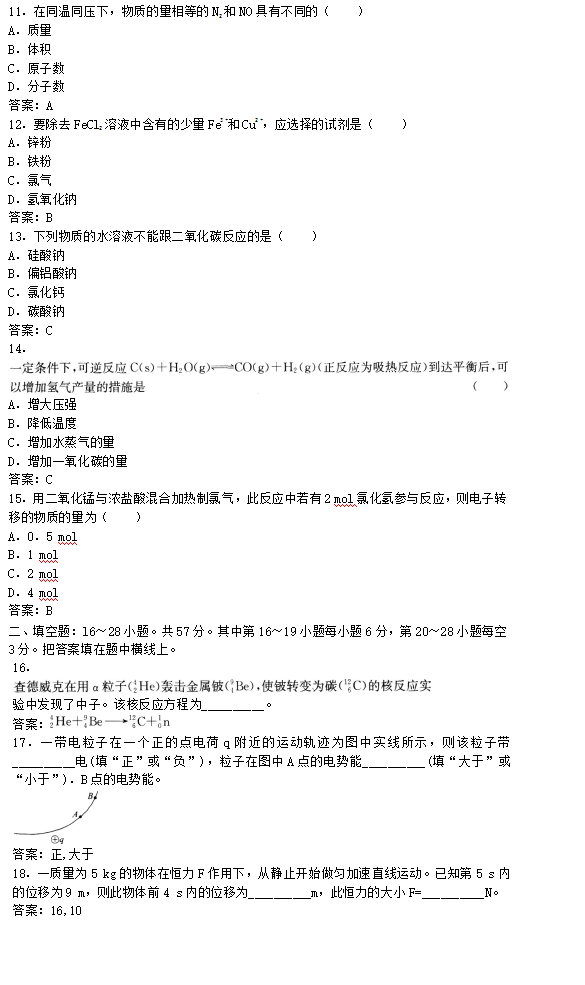 11. 在同温同压下，物质的量相等的N₂和NO具有不同的（　　）
A. 质量
B. 体积
C. 原子数
D. 分子数
答案: A
12. 要除去FeCl₂溶液中含有的少量Fe³⁺和Cu²⁺，应选择的试剂是（　　）
A. 锌粉
B. 铁粉
C. 氯气
D. 氢氧化钠
答案: B
13. 下列物质的水溶液不能跟二氧化碳反应的是（　　）
A. 硅酸钠
B. 偏铝酸钠
C. 氯化钙
D. 碳酸钠
答案: C
14.
一定条件下,可逆反应 C(s)+H₂O(g)⇌CO(g)+H₂(g)(正反应为吸热反应)到达平衡后,可
以增加氢气产量的措施是（　　）
A. 增大压强
B. 降低温度
C. 增加水蒸气的量
D. 增加一氧化碳的量
答案: C
15. 用二氧化锰与浓盐酸混合加热制氯气，此反应中若有2 mol氯化氢参与反应，则电子转
移的物质的量为（　　）
A. 0. 5 mol
B. 1 mol
C. 2 mol
D. 4 mol
答案: B
二、填空题: l6～28小题。共57分。其中第16～19小题每小题6分，第20～28小题每空
3分。把答案填在题中横线上。
16.
查德威克在用α粒子(⁴₂He)轰击金属铍(⁹₄Be),使铍转变为碳(¹²₆C)的核反应实
验中发现了中子。该核反应方程为_________。
答案: ⁴₂He+⁹₄Be⟶¹²₆C+¹₀n
17. 一带电粒子在一个正的点电荷q附近的运动轨迹为图中实线所示，则该粒子带
_________电(填“正”或“负”)，粒子在图中A点的电势能_________(填“大于”或
“小于”). B点的电势能。
B
A
⊕q
答案: 正,大于
18. 一质量为5 kg的物体在恒力F作用下，从静止开始做匀加速直线运动。已知第5 s内
的位移为9 m，则此物体前4 s内的位移为_________m，此恒力的大小F=_________N。
答案: 16,10